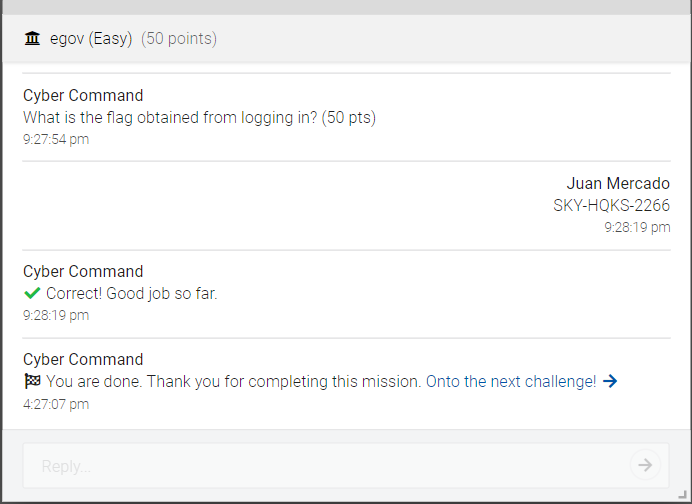 egov (Easy) (50 points)
Cyber Command
What is the flag obtained from logging in? (50 pts)
9:27:54 pm
Juan Mercado
SKY-HQKS-2266
9:28:19 pm
Cyber Command
Correct! Good job so far.
9:28:19 pm
Cyber Command
You are done. Thank you for completing this mission. Onto the next challenge!
4:27:07 pm
Reply...